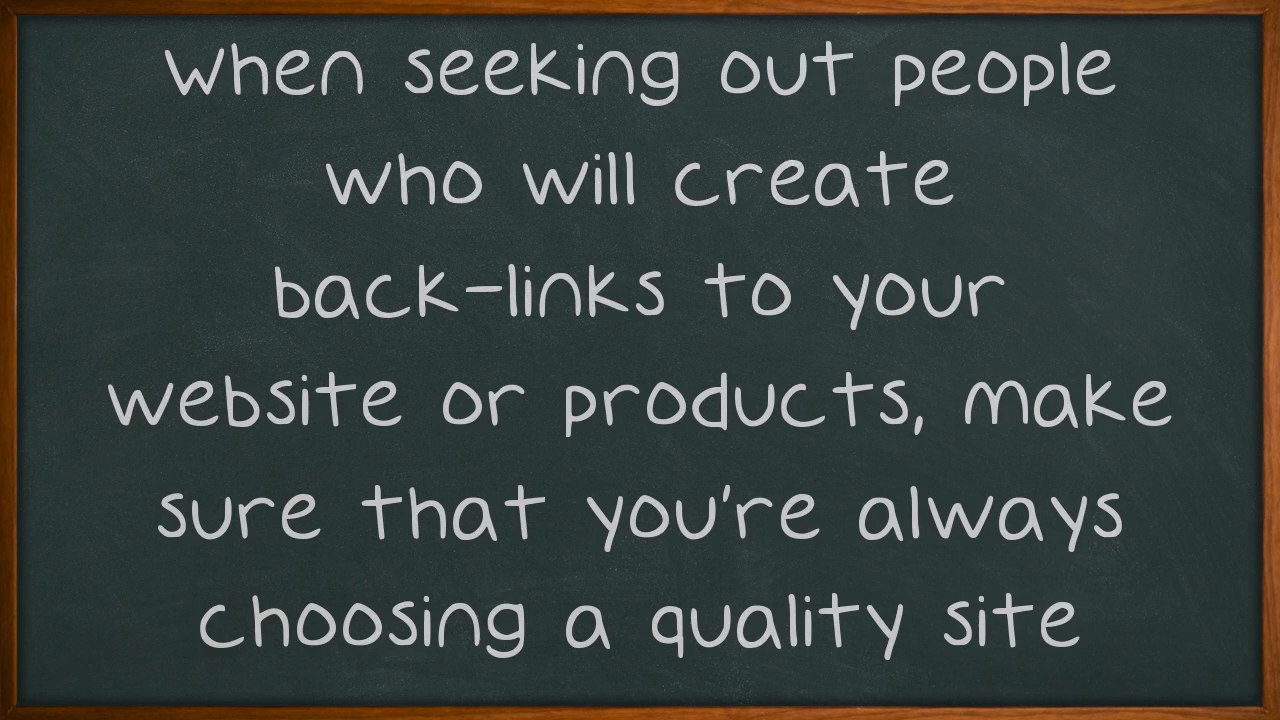 when seeking out people
who will create
back-links to your
website or products, make
sure that you're always
choosing a quality site